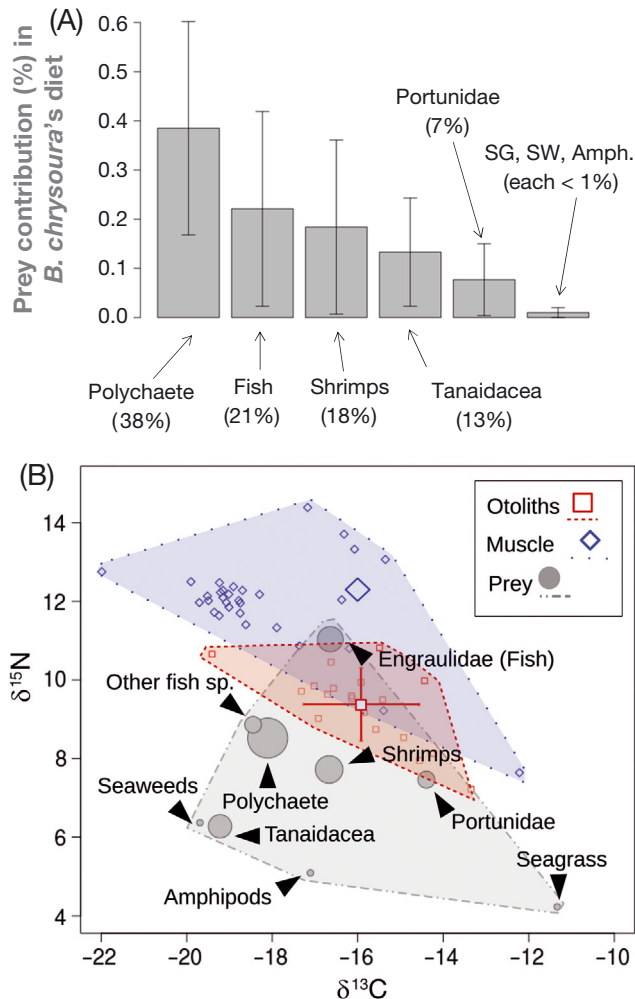 (A)
Prey contribution (%) in
B. chrysoura's diet
0.6
0.5
0.4
0.3
0.2
0.1
0.0
Portunidae
(7%)
SG, SW, Amph.
(each < 1%)
Polychaete
(38%)
Fish
(21%)
Shrimps
(18%)
Tanaidacea
(13%)
(B)
δ15N
14
12
10
8
6
4
Otoliths
Muscle
Prey
Engraulidae (Fish)
Other fish sp.
Shrimps
Polychaete
Portunidae
Seaweeds
Tanaidacea
Seagrass
Amphipods
−22
−20
−18
−16
−14
−12
−10
δ13C